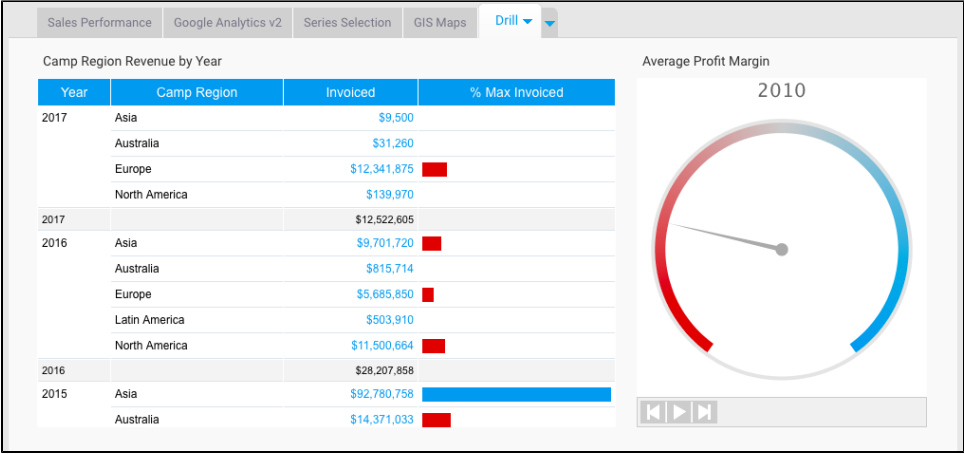 Sales Performance Google Analytics v2 Series Selection GIS Maps Drill
Camp Region Revenue by Year
Year Camp Region Invoiced % Max Invoiced
2017 Asia $9,500
Australia $31,260
Europe $12,341,875
North America $139,970
2017 $12,522,605
2016 Asia $9,701,720
Australia $815,714
Europe $5,685,850
Latin America $503,910
North America $11,500,664
2016 $28,207,858
2015 Asia $92,780,758
Australia $14,371,033
Average Profit Margin
2010